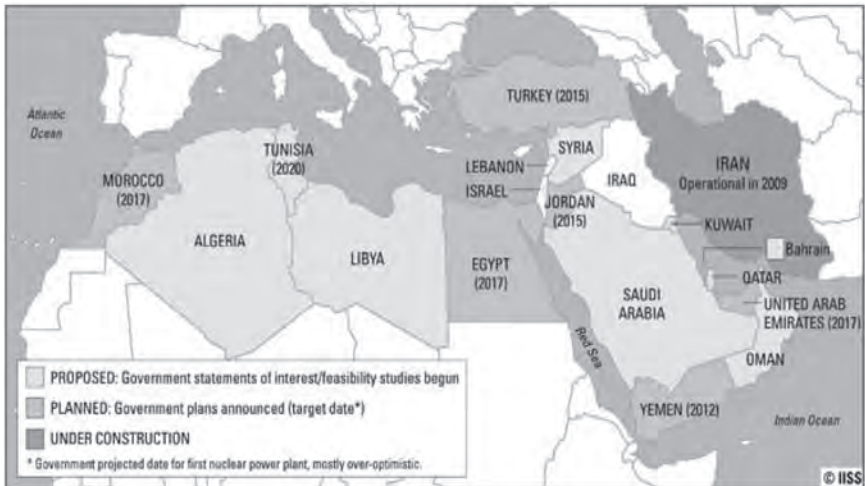 Atlantic
Ocean
TURKEY (2015)
TUNISIA
(2020)
SYRIA
LEBANON
IRAN
Operational in 2009
MOROCCO
(2017)
ISRAEL
IRAQ
JORDAN
(2015)
KUWAIT
ALGERIA
LIBYA
EGYPT
(2017)
Bahrain
QATAR
SAUDI
ARABIA
UNITED ARAB
EMIRATES (2017)
Red Sea
OMAN
YEMEN (2012)
Indian Ocean
PROPOSED: Government statements of interest/feasibility studies begun
PLANNED: Government plans announced (target date*)
UNDER CONSTRUCTION
* Government projected date for first nuclear power plant, mostly over-optimistic.
© IISS